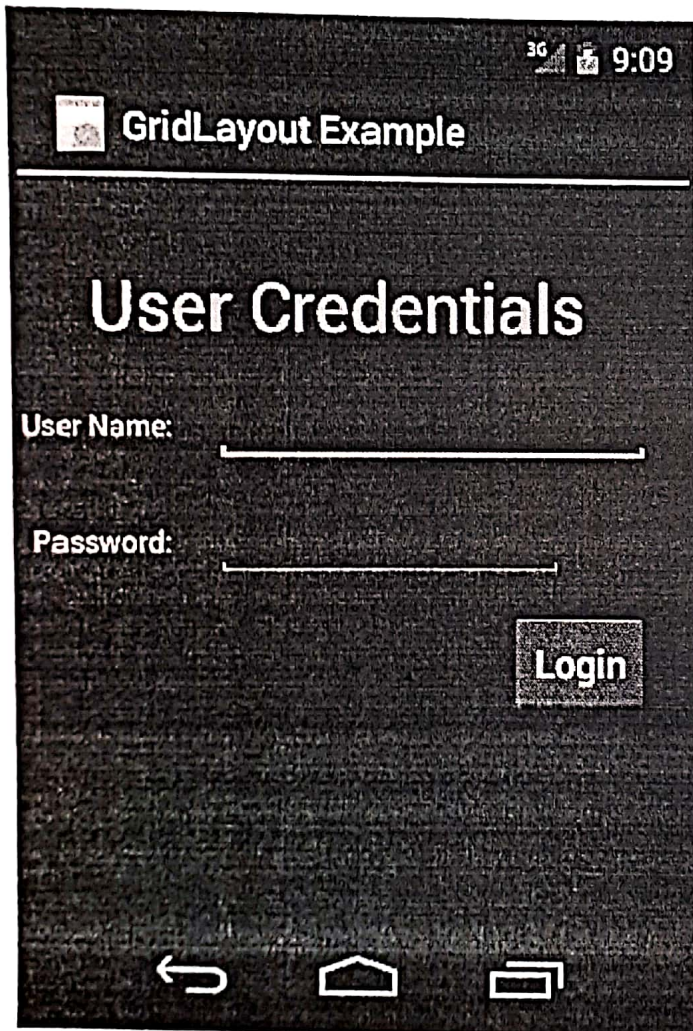 3G 9:09
GridLayout Example
User Credentials
User Name:
Password:
Login